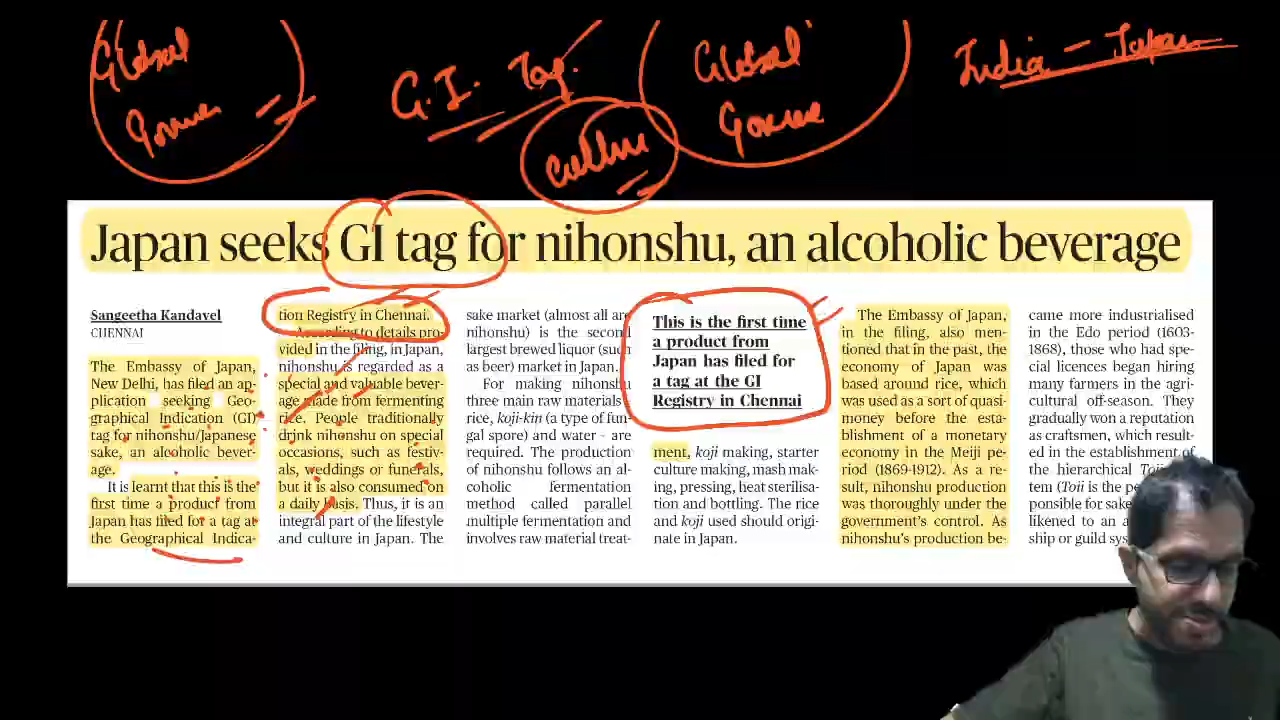 Global
Gover
G.I. Tag.
Culture
Global
India - Japan
Japan seeks GI tag for nihonshu, an alcoholic beverage
Sangeetha Kandavel
CHENNAI
The Embassy of Japan,
New Delhi, has filed an ap-
plication seeking Geo-
graphical Indication (GI)
tag for nihonshu/Japanese
sake, an alcoholic bever-
age.
It is learnt that this is the
first time a product from
Japan has filed for a tag at
the Geographical Indica-
tion Registry in Chennai.
According to details pro-
vided in the filing, in Japan,
nihonshu is regarded as a
special and valuable bever-
age made from fermenting
rice. People traditionally
drink nihonshu on special
occasions, such as festiv-
als, weddings or funerals,
but it is also consumed on
a daily basis. Thus, it is an
integral part of the lifestyle
and culture in Japan. The
sake market (almost all are
nihonshu) is the second
largest brewed liquor (such
as beer) market in Japan.
For making nihonshu
three main raw materials -
rice, koji-kin (a type of fun-
gal spore) and water - are
required. The production
of nihonshu follows an al-
coholic fermentation
method called parallel
multiple fermentation and
involves raw material treat-
This is the first time
a product from
Japan has filed for
a tag at the GI
Registry in Chennai
ment, koji making, starter
culture making, mash mak-
ing, pressing, heat sterilisa-
tion and bottling. The rice
and koji used should origi-
nate in Japan.
The Embassy of Japan,
in the filing, also men-
tioned that in the past, the
economy of Japan was
based around rice, which
was used as a sort of quasi-
money before the esta-
blishment of a monetary
economy in the Meiji pe-
riod (1869-1912). As a re-
sult, nihonshu production
was thoroughly under the
government's control. As
nihonshu's production be-
came more industrialised
in the Edo period (1603-
1868), those who had spe-
cial licences began hiring
many farmers in the agri-
cultural off-season. They
gradually won a reputation
as craftsmen, which result-
ed in the establishment of
the hierarchical
tem (Toji is the
ponsible for sake
likened to an
ship or guild